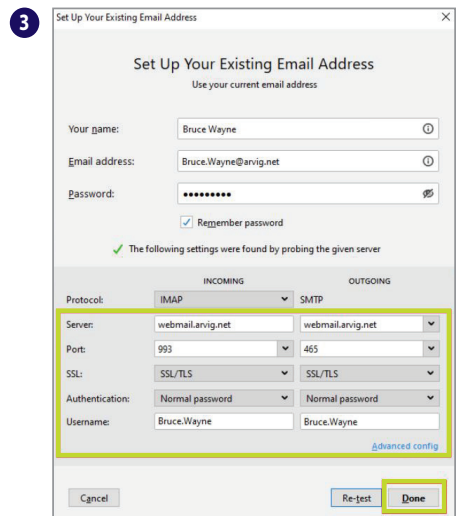 3
Set Up Your Existing Email Address
Set Up Your Existing Email Address
Use your current email address
Your name: Bruce Wayne
Email address: Bruce.Wayne@arvig.net
Password: •••••••••
Remember password
The following settings were found by probing the given server
INCOMING OUTGOING
Protocol: IMAP SMTP
Server: webmail.arvig.net webmail.arvig.net
Port: 993 465
SSL: SSL/TLS SSL/TLS
Authentication: Normal password Normal password
Username: Bruce.Wayne Bruce.Wayne
Advanced config
Cancel Re-test Done